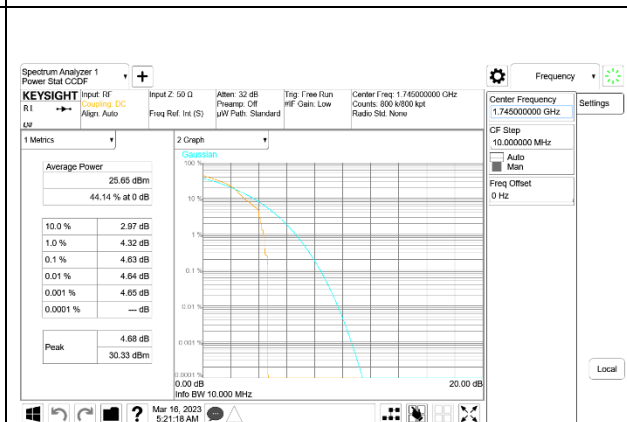 Spectrum Analyzer 1
Power Stat CCDF
Frequency
KEYSIGHT
Input: RF
Coupling: DC
Align: Auto
Input Z: 50 Ω
Freq Ref: Int (S)
Atten: 32 dB
Preamp: Off
µW Path: Standard
Trig: Free Run
#IF Gain: Low
Center Freq: 1.745000000 GHz
Counts: 800 k/800 kpt
Radio Std: None
Center Frequency
1.745000000 GHz
Settings
CF Step
10.000000 MHz
Auto
Man
Freq Offset
0 Hz
1 Metrics
2 Graph
Average Power
25.65 dBm
44.14 % at 0 dB
10.0 % 2.97 dB
1.0 % 4.32 dB
0.1 % 4.63 dB
0.01 % 4.64 dB
0.001 % 4.65 dB
0.0001 % --- dB
Peak
4.68 dB
30.33 dBm
Gaussian
100 %
10 %
1 %
0.1 %
0.01 %
0.001 %
0.0001 %
0.00 dB
20.00 dB
Info BW 10.000 MHz
Local
Mar 16, 2023
5:21:18 AM